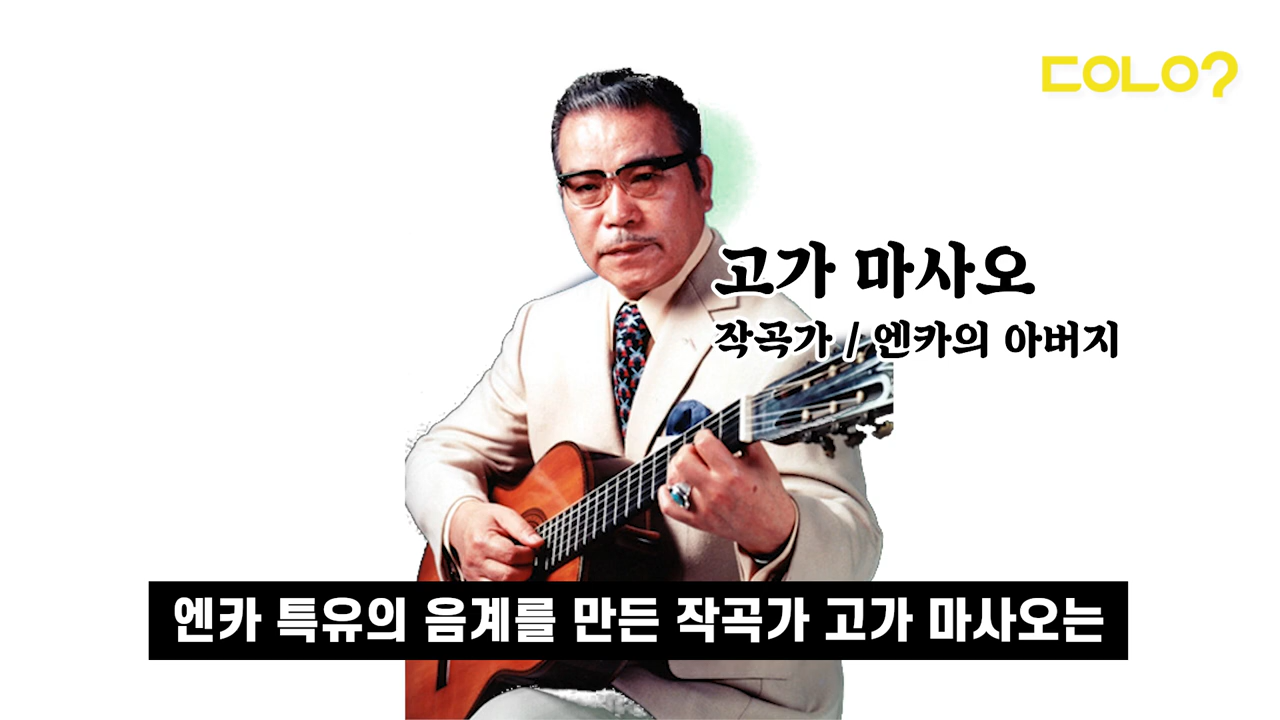 고가 마사오
작곡가 / 엔카의 아버지
엔카 특유의 음계를 만든 작곡가 고가 마사오는